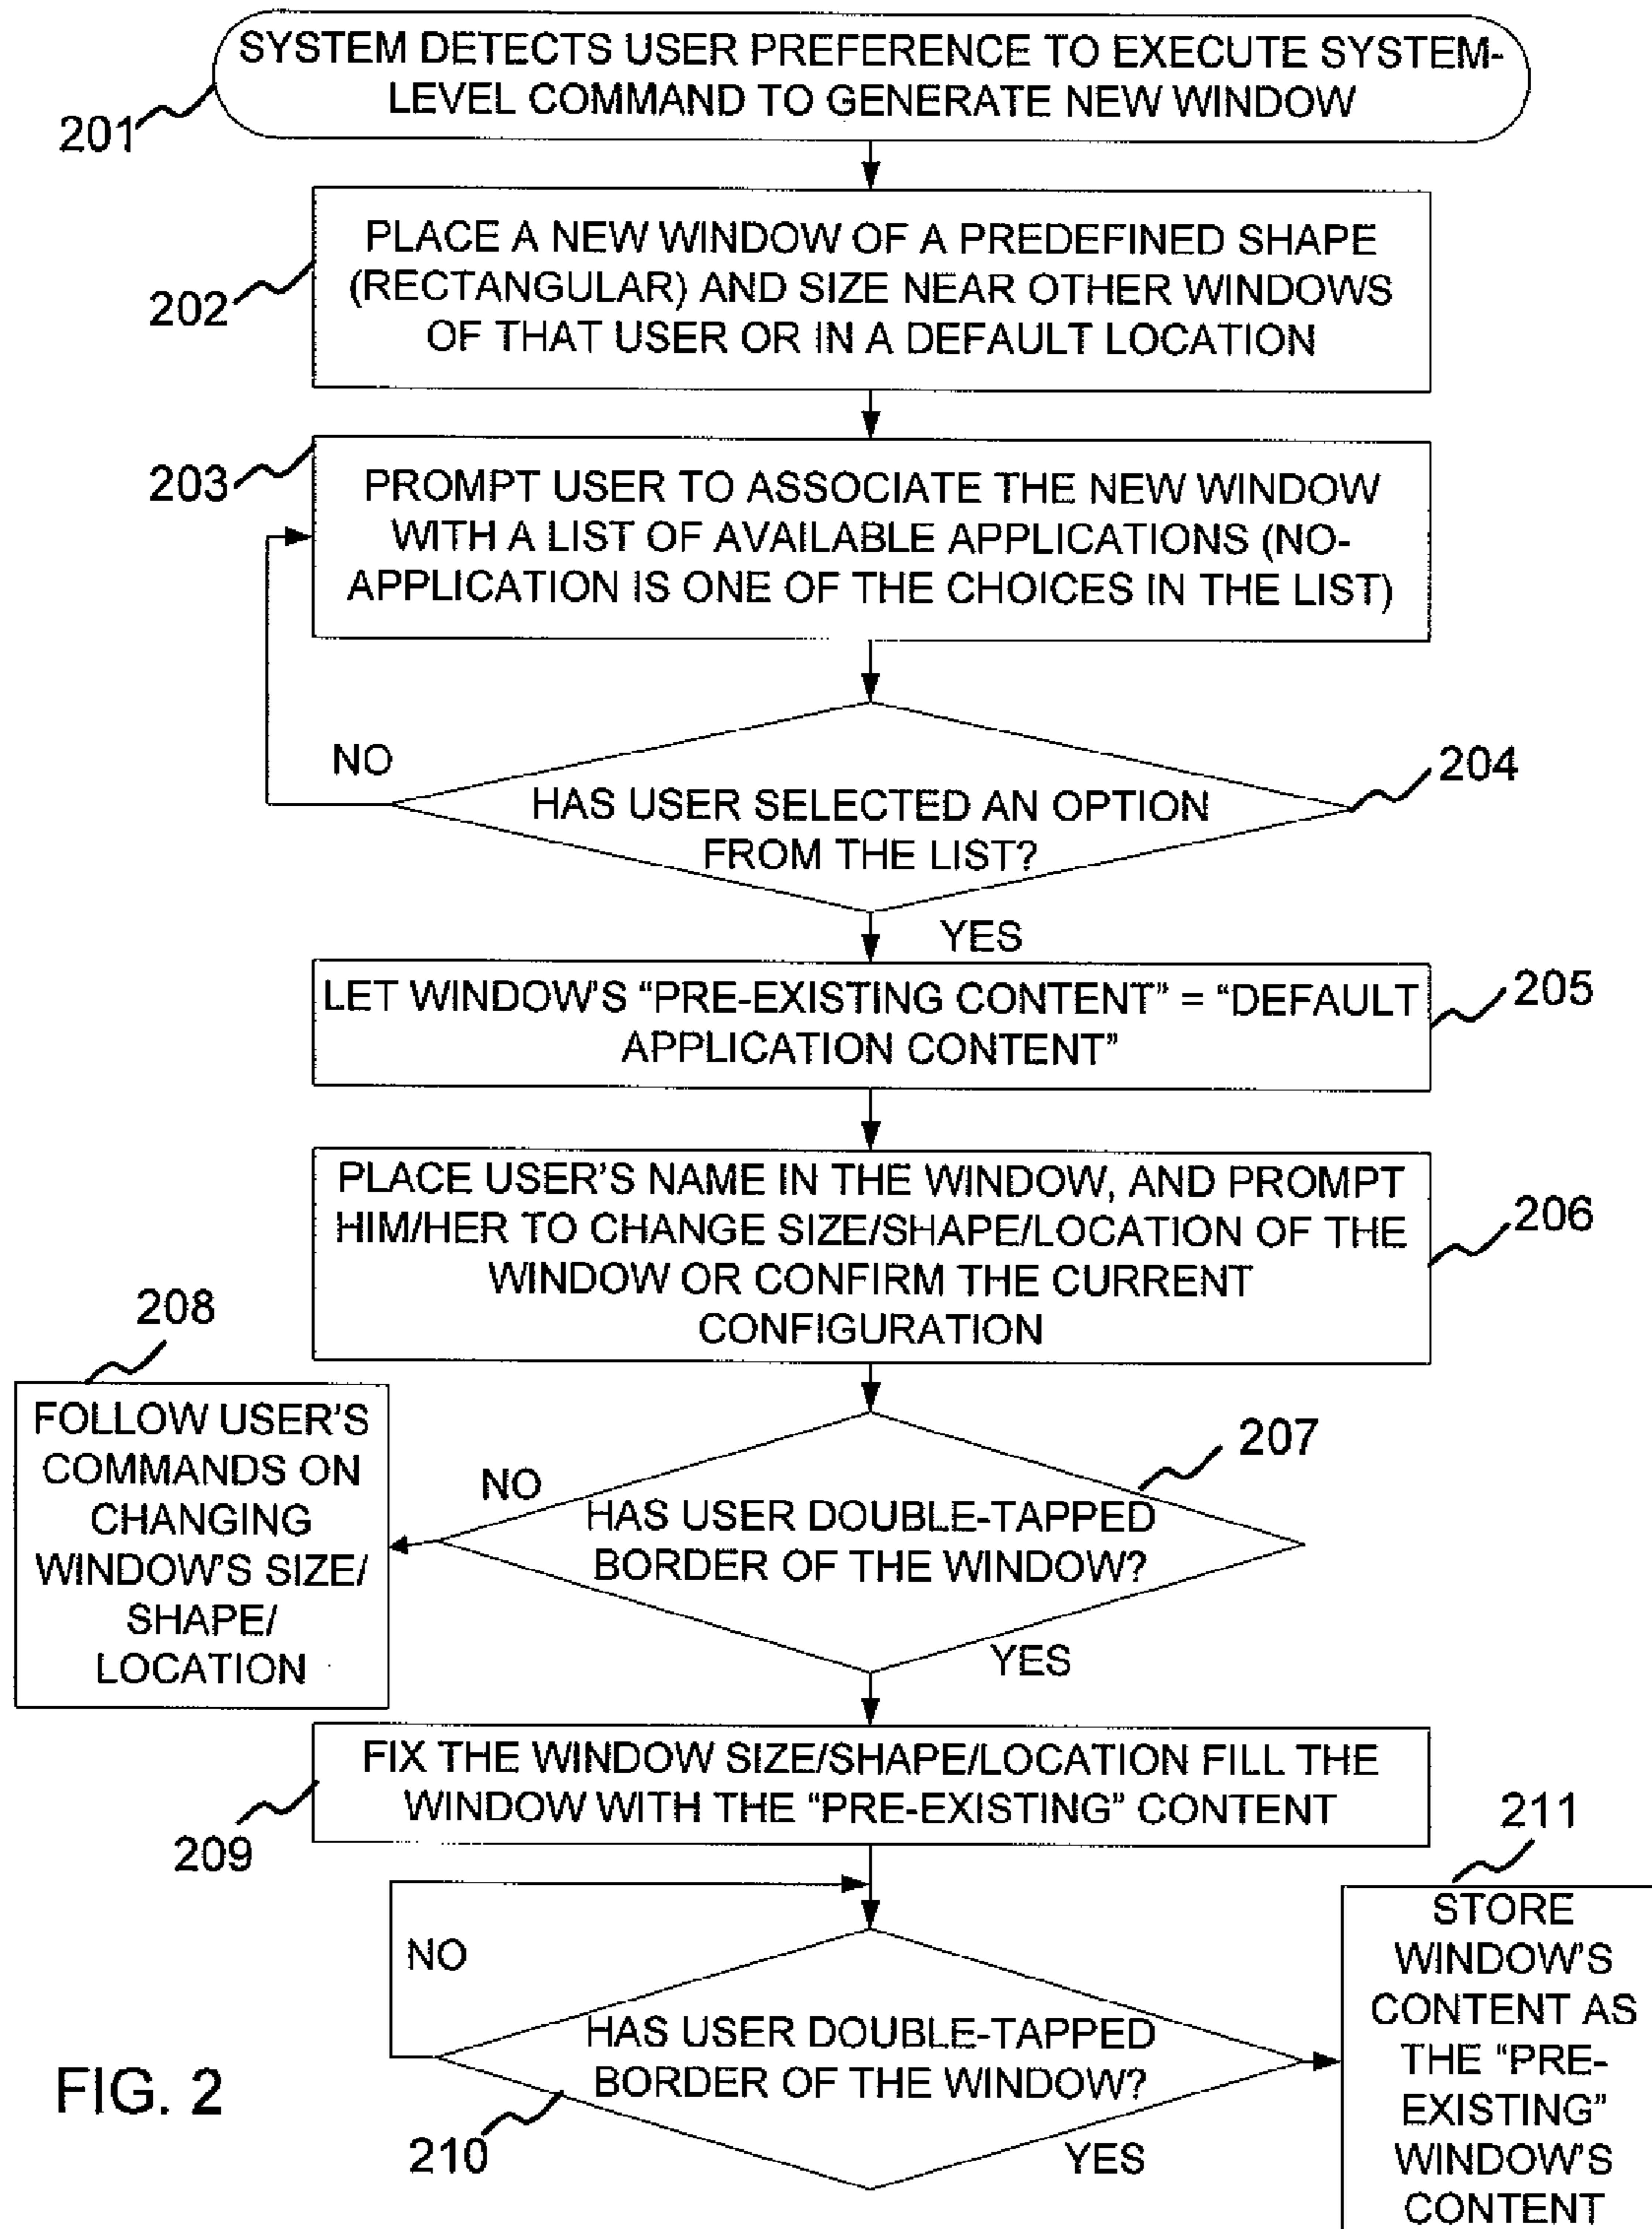 SYSTEM DETECTS USER PREFERENCE TO EXECUTE SYSTEM-
LEVEL COMMAND TO GENERATE NEW WINDOW
201
PLACE A NEW WINDOW OF A PREDEFINED SHAPE
(RECTANGULAR) AND SIZE NEAR OTHER WINDOWS
OF THAT USER OR IN A DEFAULT LOCATION
202
203
PROMPT USER TO ASSOCIATE THE NEW WINDOW
WITH A LIST OF AVAILABLE APPLICATIONS (NO-
APPLICATION IS ONE OF THE CHOICES IN THE LIST)
NO
204
HAS USER SELECTED AN OPTION
FROM THE LIST?
YES
LET WINDOW'S “PRE-EXISTING CONTENT” = “DEFAULT
APPLICATION CONTENT”
205
PLACE USER'S NAME IN THE WINDOW, AND PROMPT
HIM/HER TO CHANGE SIZE/SHAPE/LOCATION OF THE
WINDOW OR CONFIRM THE CURRENT
CONFIGURATION
206
208
FOLLOW USER'S
COMMANDS ON
CHANGING
WINDOW'S SIZE/
SHAPE/
LOCATION
NO
207
HAS USER DOUBLE-TAPPED
BORDER OF THE WINDOW?
YES
FIX THE WINDOW SIZE/SHAPE/LOCATION FILL THE
WINDOW WITH THE “PRE-EXISTING” CONTENT
209
211
NO
HAS USER DOUBLE-TAPPED
BORDER OF THE WINDOW?
210
YES
STORE
WINDOW'S
CONTENT AS
THE “PRE-
EXISTING”
WINDOW'S
CONTENT
FIG. 2